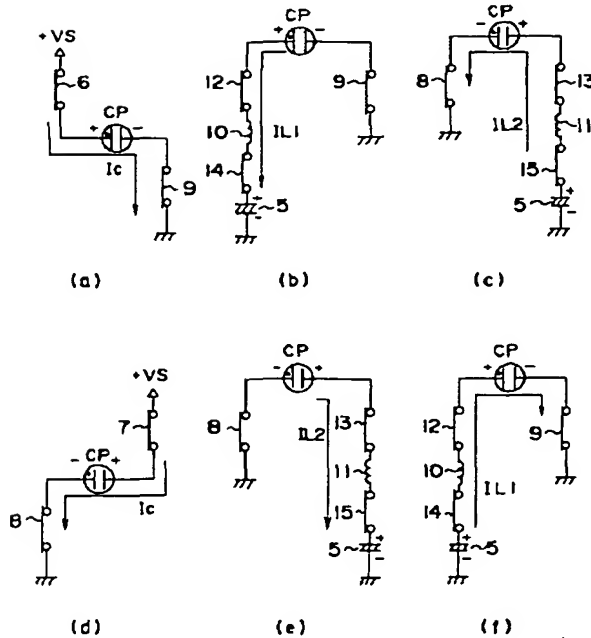 +VS
6
CP
+ -
Ic
9
(a)
CP
+ -
12
9
10
IL1
14
+
5
-
(b)
CP
- +
8
13
IL2
11
15
+
5
-
(c)
+VS
7
CP
- +
8
Ic
(d)
CP
- +
8
IL2
13
11
15
+
5
-
(e)
CP
+ -
12
9
10
IL1
14
+
5
-
(f)